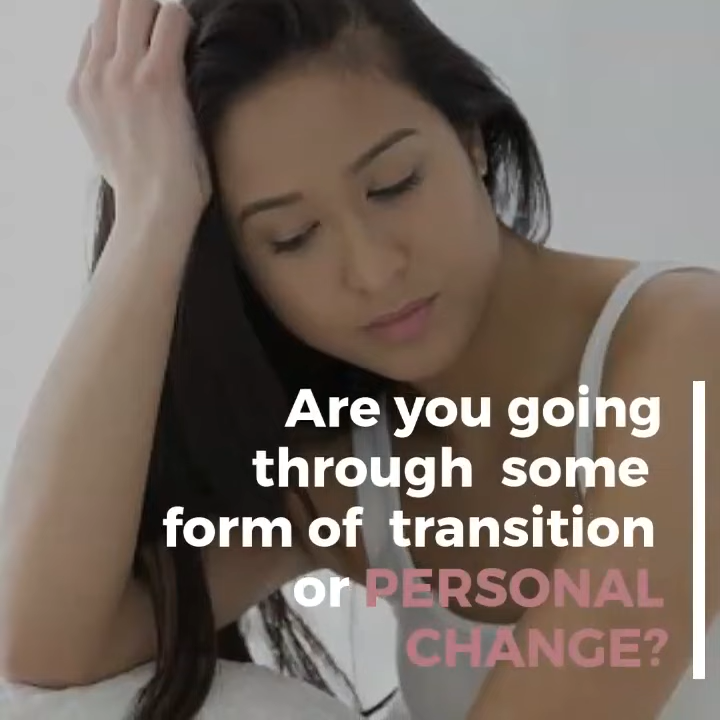 Are you going
through some
form of transition
or PERSONAL
CHANGE?